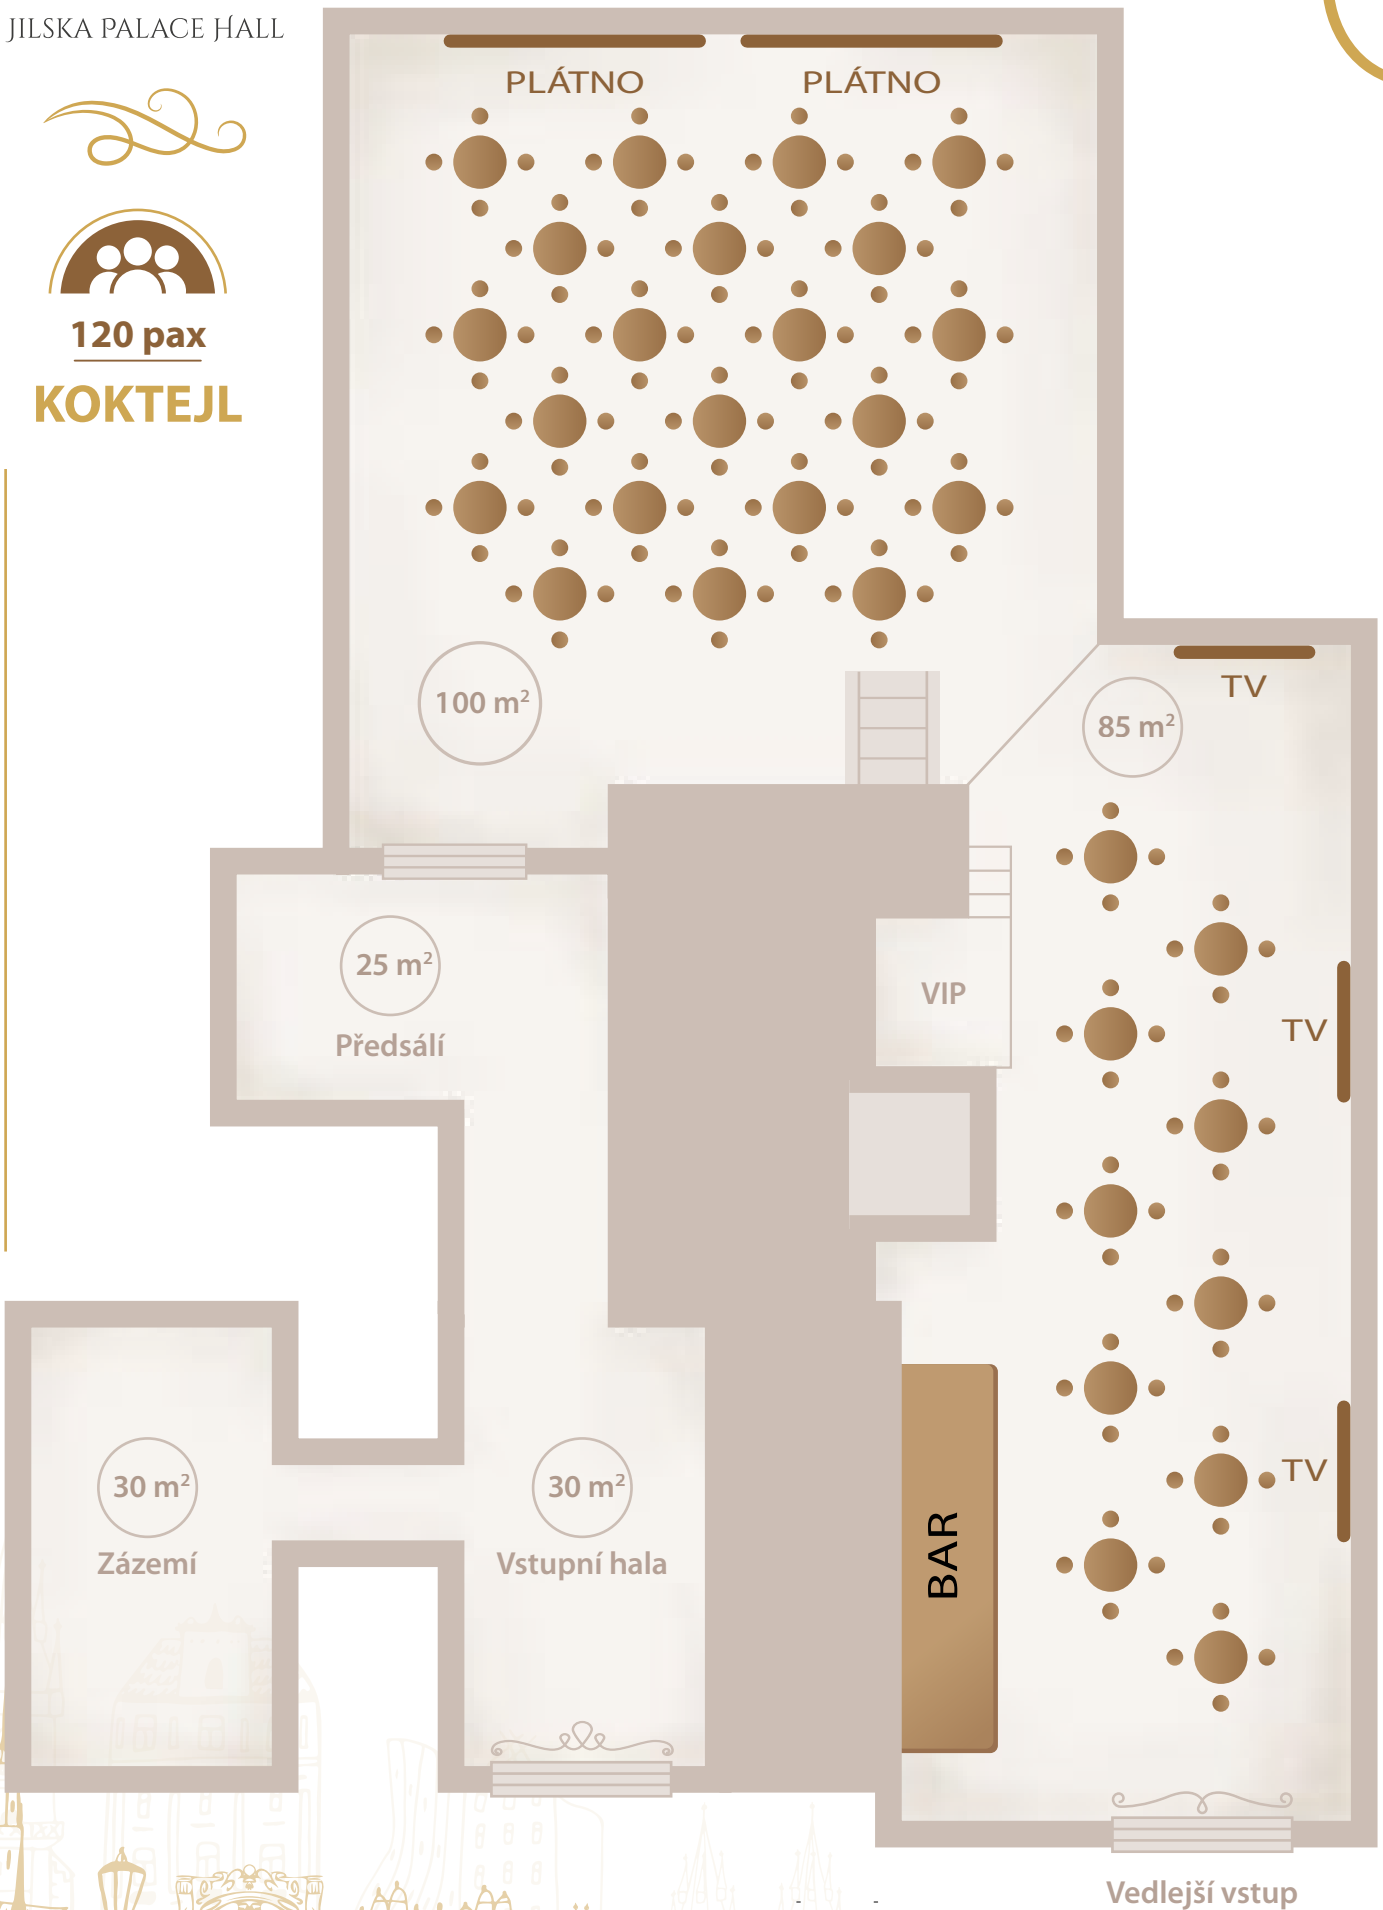 JILSKA PALACE HALL
120 pax
KOKTEJL
PLÁTNO
PLÁTNO
100 m²
TV
85 m²
25 m²
Předsálí
VIP
TV
30 m²
Zázemí
30 m²
Vstupní hala
BAR
TV
Vedlejší vstup